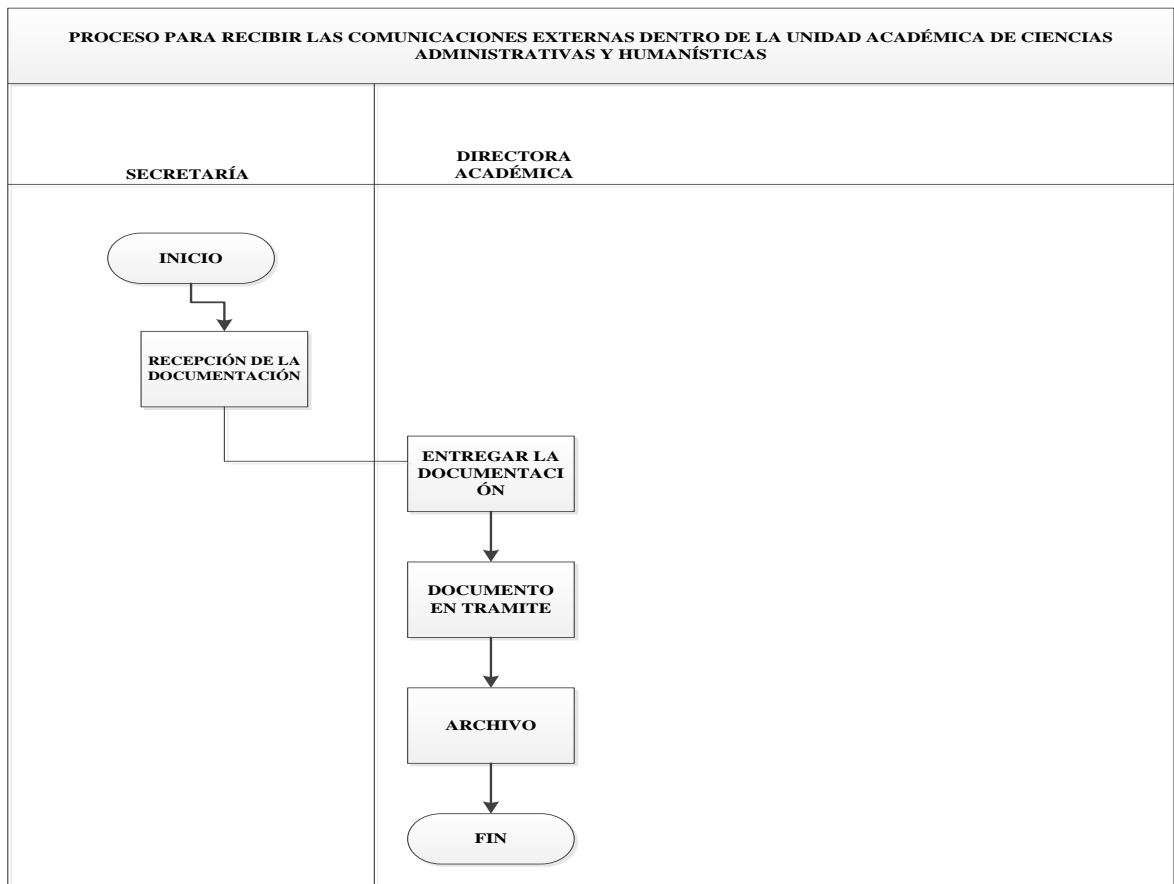 PROCESO PARA RECIBIR LAS COMUNICACIONES EXTERNAS DENTRO DE LA UNIDAD ACADÉMICA DE CIENCIAS
ADMINISTRATIVAS Y HUMANÍSTICAS
SECRETARÍA
DIRECTORA
ACADÉMICA
INICIO
RECEPCIÓN DE LA
DOCUMENTACIÓN
ENTREGAR LA
DOCUMENTACI
ÓN
DOCUMENTO
EN TRAMITE
ARCHIVO
FIN